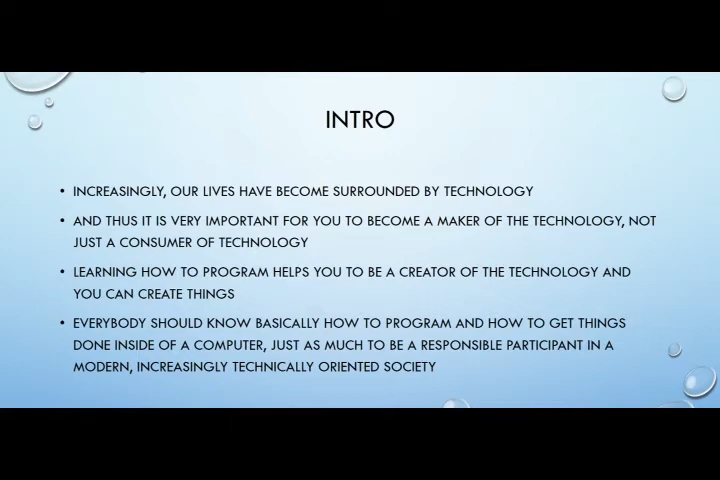 INTRO
• INCREASINGLY, OUR LIVES HAVE BECOME SURROUNDED BY TECHNOLOGY
• AND THUS IT IS VERY IMPORTANT FOR YOU TO BECOME A MAKER OF THE TECHNOLOGY, NOT
JUST A CONSUMER OF TECHNOLOGY
• LEARNING HOW TO PROGRAM HELPS YOU TO BE A CREATOR OF THE TECHNOLOGY AND
YOU CAN CREATE THINGS
• EVERYBODY SHOULD KNOW BASICALLY HOW TO PROGRAM AND HOW TO GET THINGS
DONE INSIDE OF A COMPUTER, JUST AS MUCH TO BE A RESPONSIBLE PARTICIPANT IN A
MODERN, INCREASINGLY TECHNICALLY ORIENTED SOCIETY